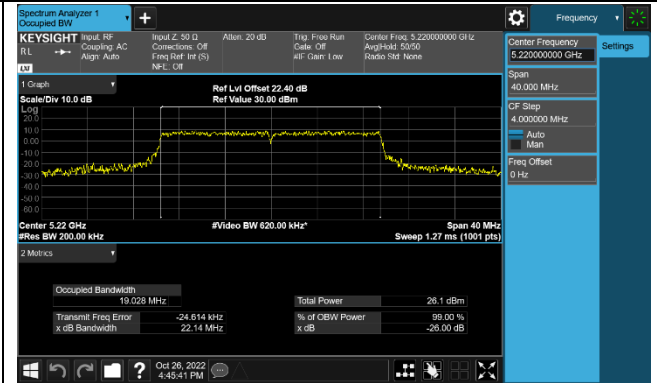 Spectrum Analyzer 1
Occupied BW
+
Frequency
KEYSIGHT Input: RF Input Z: 50 Ω Atten: 20 dB Trig: Free Run Center Freq: 5.220000000 GHz
RL Coupling: AC Corrections: Off Gate: Off Avg|Hold: 50/50
Align: Auto Freq Ref: Int (S) #IF Gain: Low Radio Std: None
LXI NFE: Off
Center Frequency
5.220000000 GHz
Settings
Span
40.000 MHz
CF Step
4.000000 MHz
Auto
Man
Freq Offset
0 Hz
1 Graph
Ref Lvl Offset 22.40 dB
Scale/Div 10.0 dB Ref Value 30.00 dBm
Log
20.0
10.0
0.00
-10.0
-20.0
-30.0
-40.0
-50.0
-60.0
Center 5.22 GHz #Video BW 620.00 kHz* Span 40 MHz
#Res BW 200.00 kHz Sweep 1.27 ms (1001 pts)
2 Metrics
Occupied Bandwidth
19.028 MHz Total Power 26.1 dBm
Transmit Freq Error -24.614 kHz % of OBW Power 99.00 %
x dB Bandwidth 22.14 MHz x dB -26.00 dB
? Oct 26, 2022
4:45:41 PM